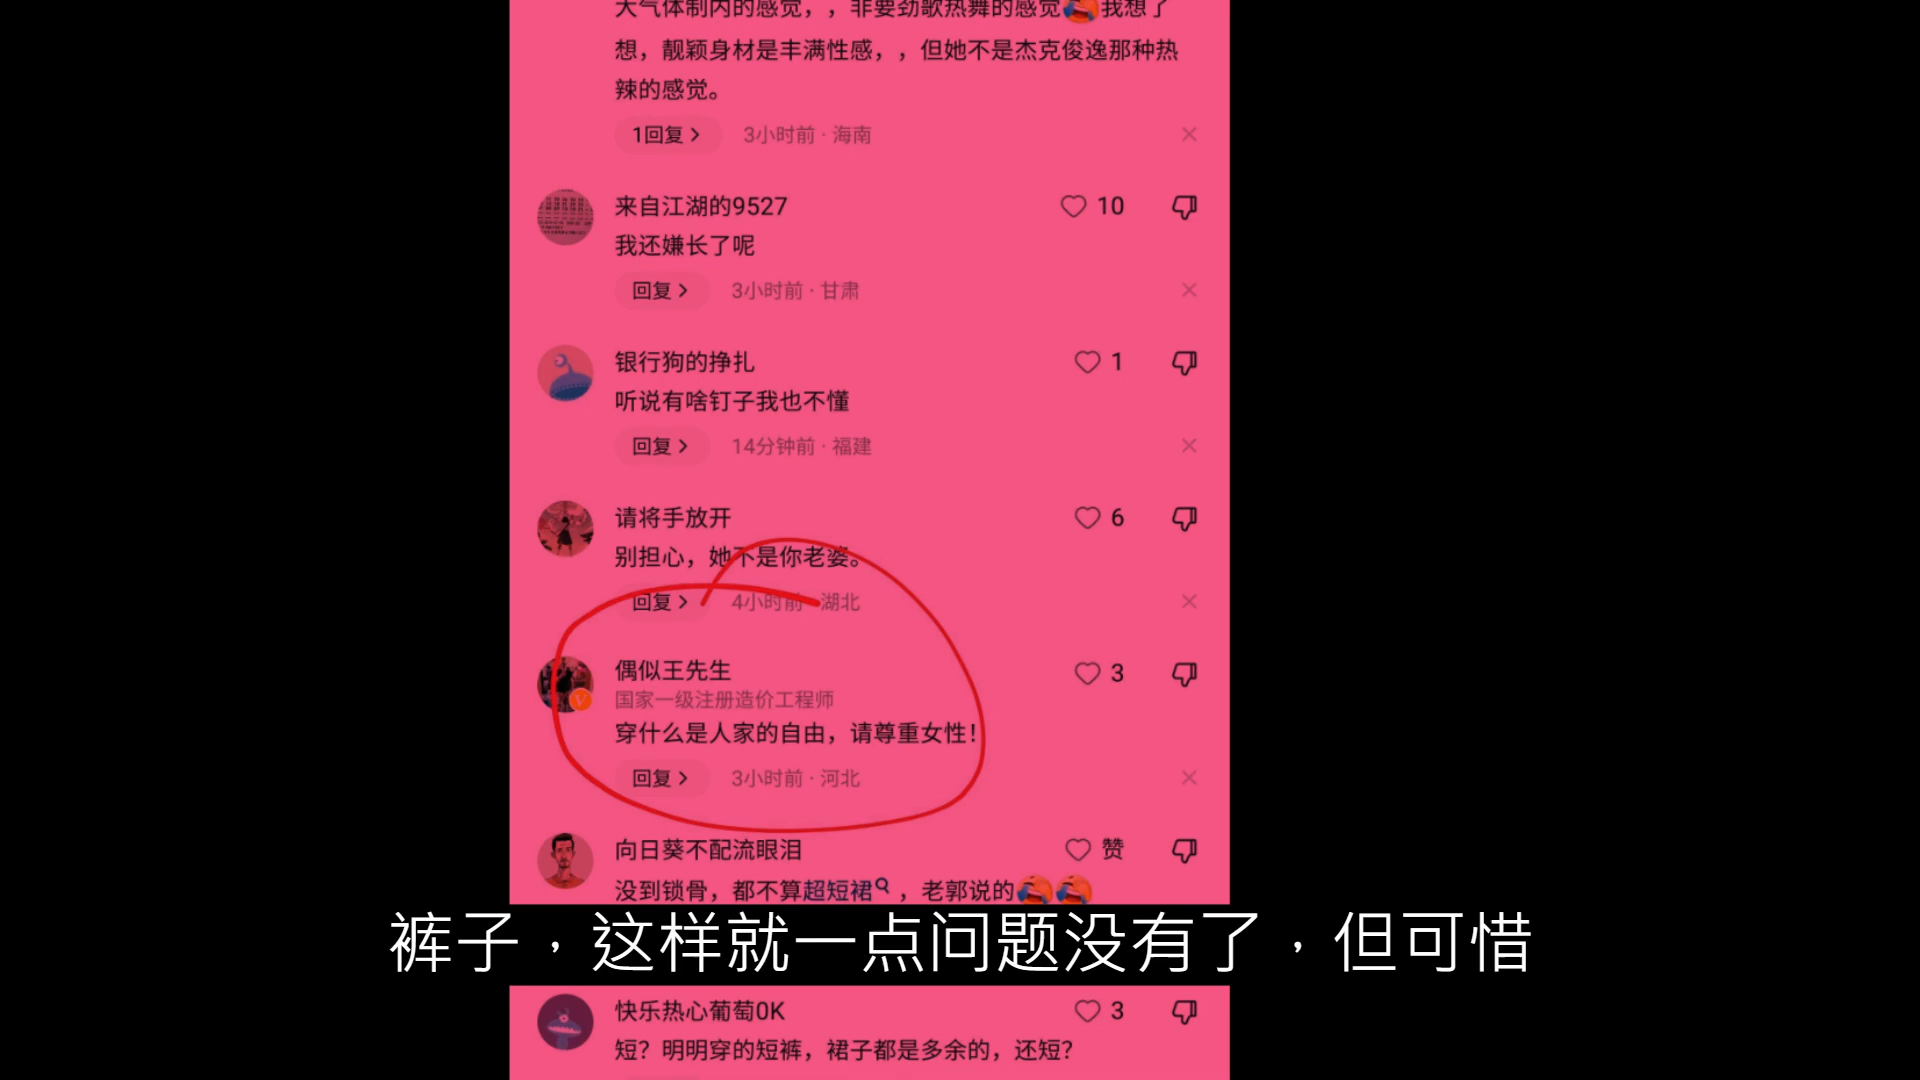 大气体制内的感觉，，非要劲歌热舞的感觉我想了
想，靓颖身材是丰满性感，，但她不是杰克俊逸那种热
辣的感觉。
1回复 3小时前 · 海南
来自江湖的9527 10
我还嫌长了呢
回复 3小时前 · 甘肃
银行狗的挣扎 1
听说有啥钉子我也不懂
回复 14分钟前 · 福建
请将手放开 6
别担心，她不是你老婆。
回复 4小时前 · 湖北
偶似王先生 3
国家一级注册造价工程师
穿什么是人家的自由，请尊重女性！
回复 3小时前 · 河北
向日葵不配流眼泪 赞
没到锁骨，都不算超短裙，老郭说的
裤子，这样就一点问题没有了，但可惜
快乐热心葡萄0K 3
短？明明穿的短裤，裙子都是多余的，还短？